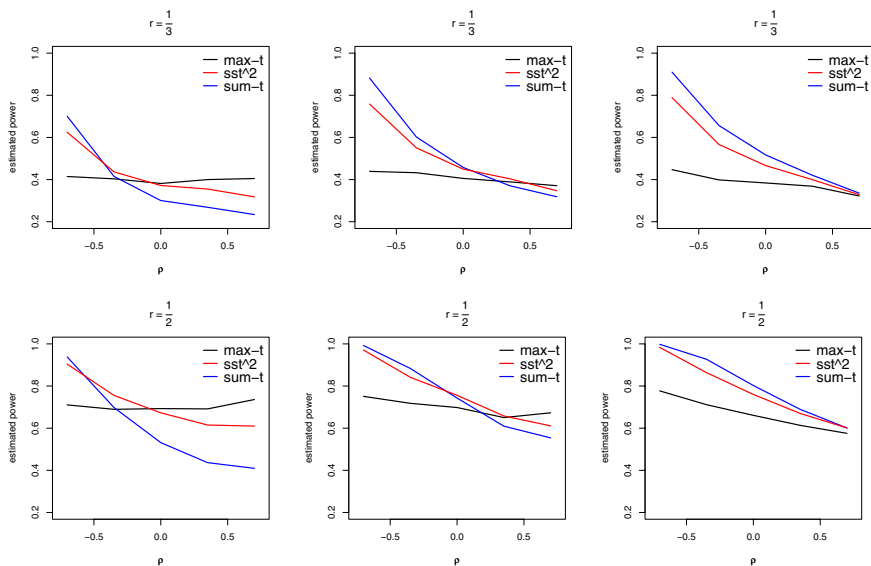 r = 1/3
max−t
sst^2
sum−t
estimated power
0.2 0.4 0.6 0.8 1.0
−0.5 0.0 0.5
ρ
r = 1/3
max−t
sst^2
sum−t
estimated power
0.2 0.4 0.6 0.8 1.0
−0.5 0.0 0.5
ρ
r = 1/3
max−t
sst^2
sum−t
estimated power
0.2 0.4 0.6 0.8 1.0
−0.5 0.0 0.5
ρ
r = 1/2
max−t
sst^2
sum−t
estimated power
0.2 0.4 0.6 0.8 1.0
−0.5 0.0 0.5
ρ
r = 1/2
max−t
sst^2
sum−t
estimated power
0.2 0.4 0.6 0.8 1.0
−0.5 0.0 0.5
ρ
r = 1/2
max−t
sst^2
sum−t
estimated power
0.2 0.4 0.6 0.8 1.0
−0.5 0.0 0.5
ρ